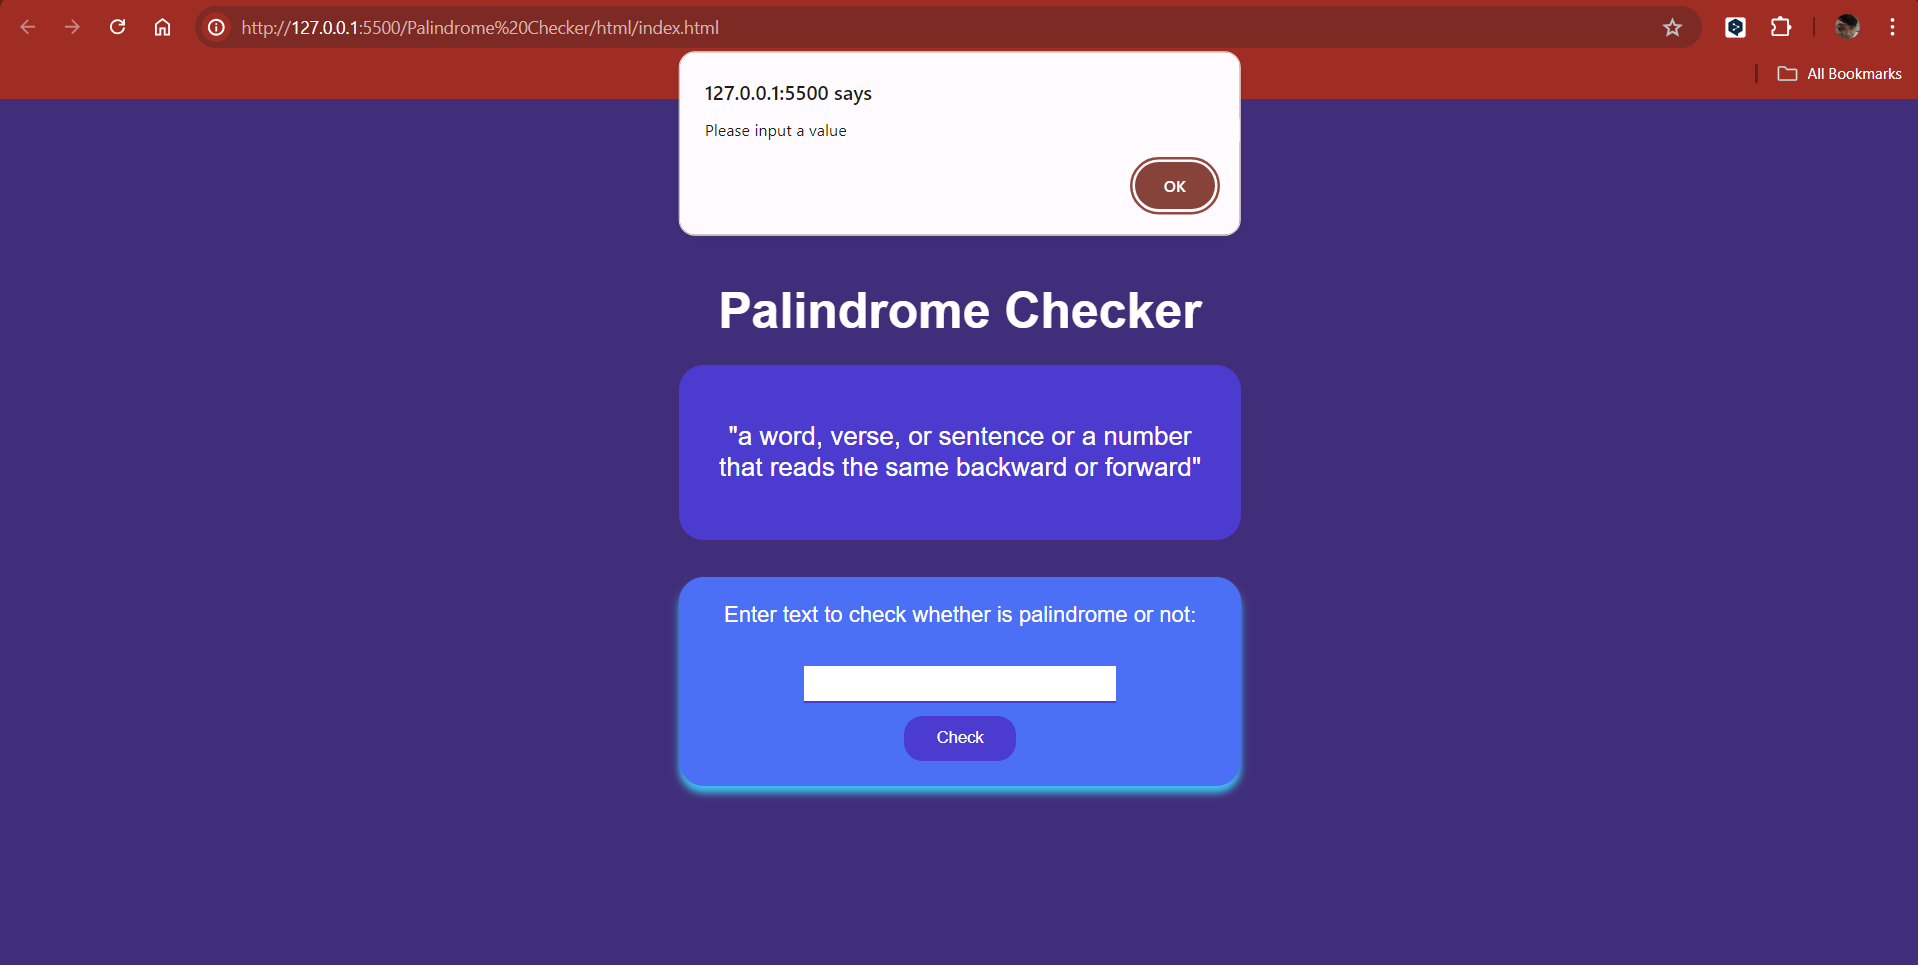 http://127.0.0.1:5500/Palindrome%20Checker/html/index.html
All Bookmarks
127.0.0.1:5500 says
Please input a value
OK
Palindrome Checker
"a word, verse, or sentence or a number
that reads the same backward or forward"
Enter text to check whether is palindrome or not:
Check